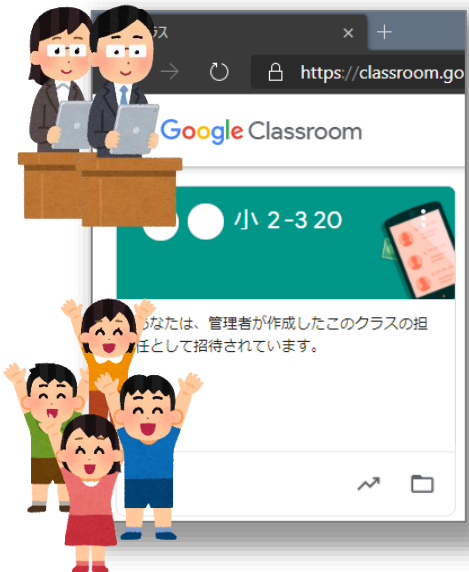 ラス
https://classroom.go
Google Classroom
小 2-3 20
なたは、管理者が作成したこのクラスの担
任として招待されています。